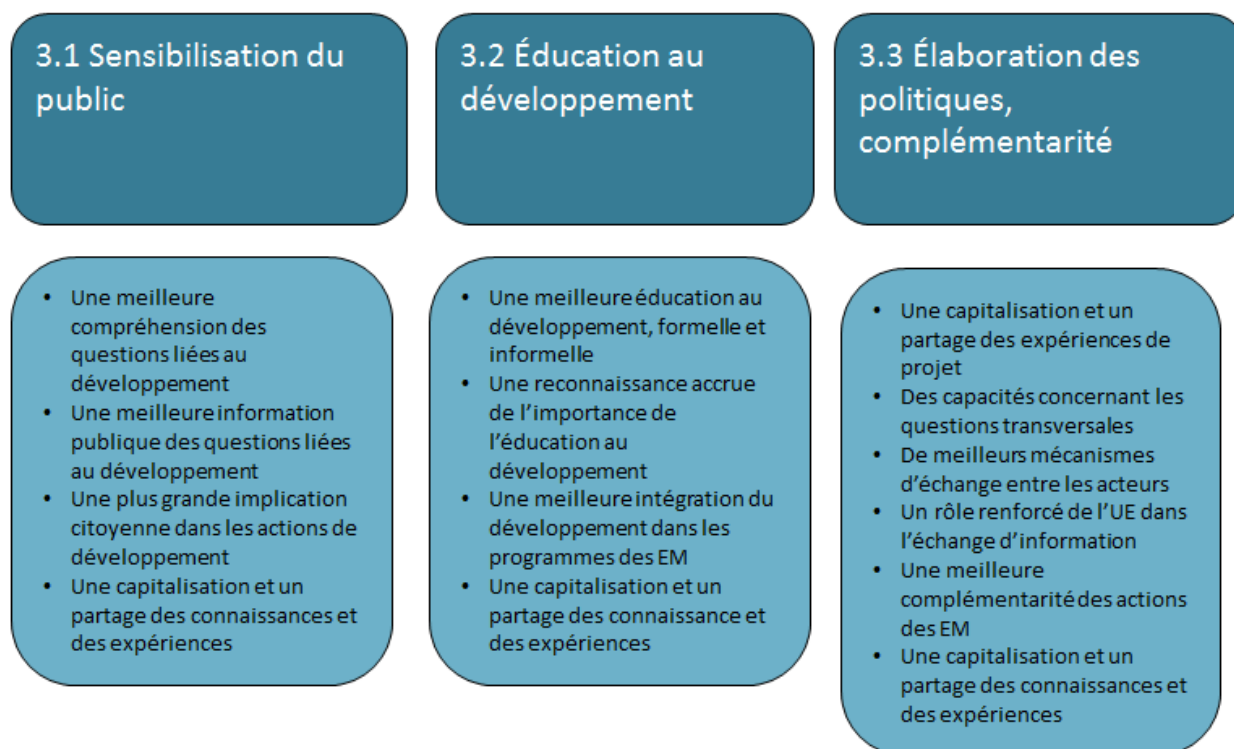 3.1 Sensibilisation du
public
3.2 Éducation au
développement
3.3 Élaboration des
politiques,
complémentarité
• Une meilleure
compréhension des
questions liées au
développement
• Une meilleure information
publique des questions liées
au développement
• Une plus grande implication
citoyenne dans les actions de
développement
• Une capitalisation et un
partage des connaissances et
des expériences
• Une meilleure éducation au
développement, formelle et
informelle
• Une reconnaissance accrue
de l’importance de
l’éducation au
développement
• Une meilleure intégration du
développement dans les
programmes des EM
• Une capitalisation et un
partage des connaissance et
des expériences
• Une capitalisation et un
partage des expériences de
projet
• Des capacités concernant les
questions transversales
• De meilleurs mécanismes
d’échange entre les acteurs
• Un rôle renforcé de l’UE dans
l’échange d’information
• Une meilleure
complémentarité des actions
des EM
• Une capitalisation et un
partage des connaissances et
des expériences